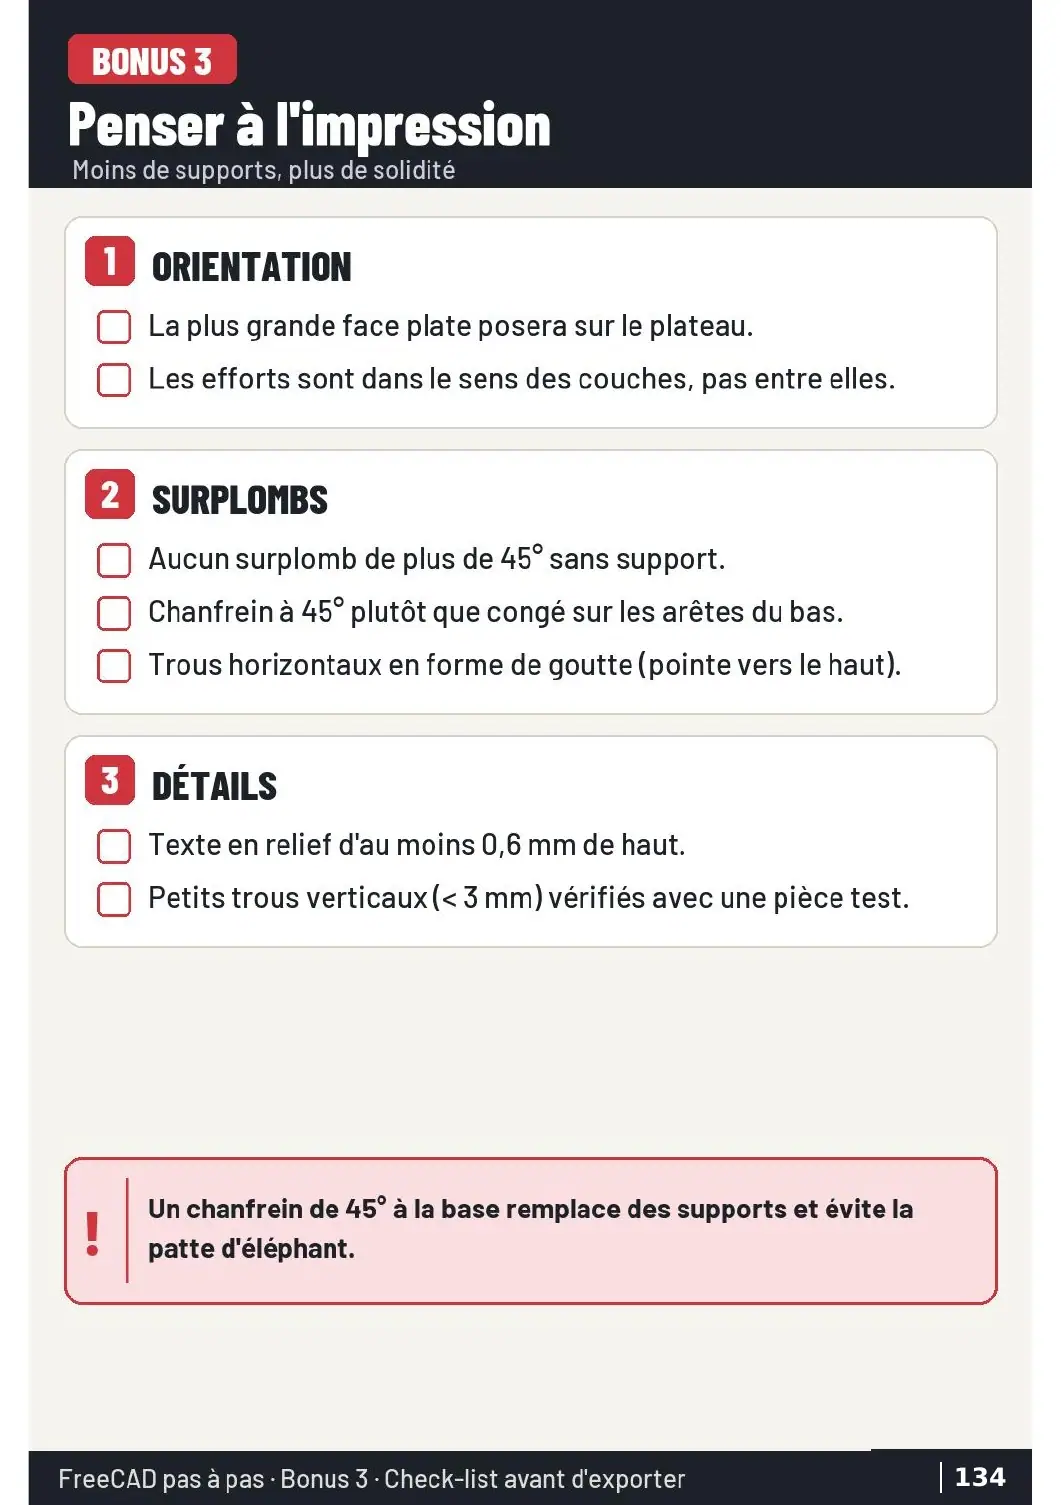 BONUS 3
Penser à l'impression
Moins de supports, plus de solidité
1 ORIENTATION
La plus grande face plate posera sur le plateau.
Les efforts sont dans le sens des couches, pas entre elles.
2 SURPLOMBS
Aucun surplomb de plus de 45° sans support.
Chanfrein à 45° plutôt que congé sur les arêtes du bas.
Trous horizontaux en forme de goutte (pointe vers le haut).
3 DÉTAILS
Texte en relief d'au moins 0,6 mm de haut.
Petits trous verticaux (< 3 mm) vérifiés avec une pièce test.
! Un chanfrein de 45° à la base remplace des supports et évite la
patte d'éléphant.
FreeCAD pas à pas · Bonus 3 · Check-list avant d'exporter | 134